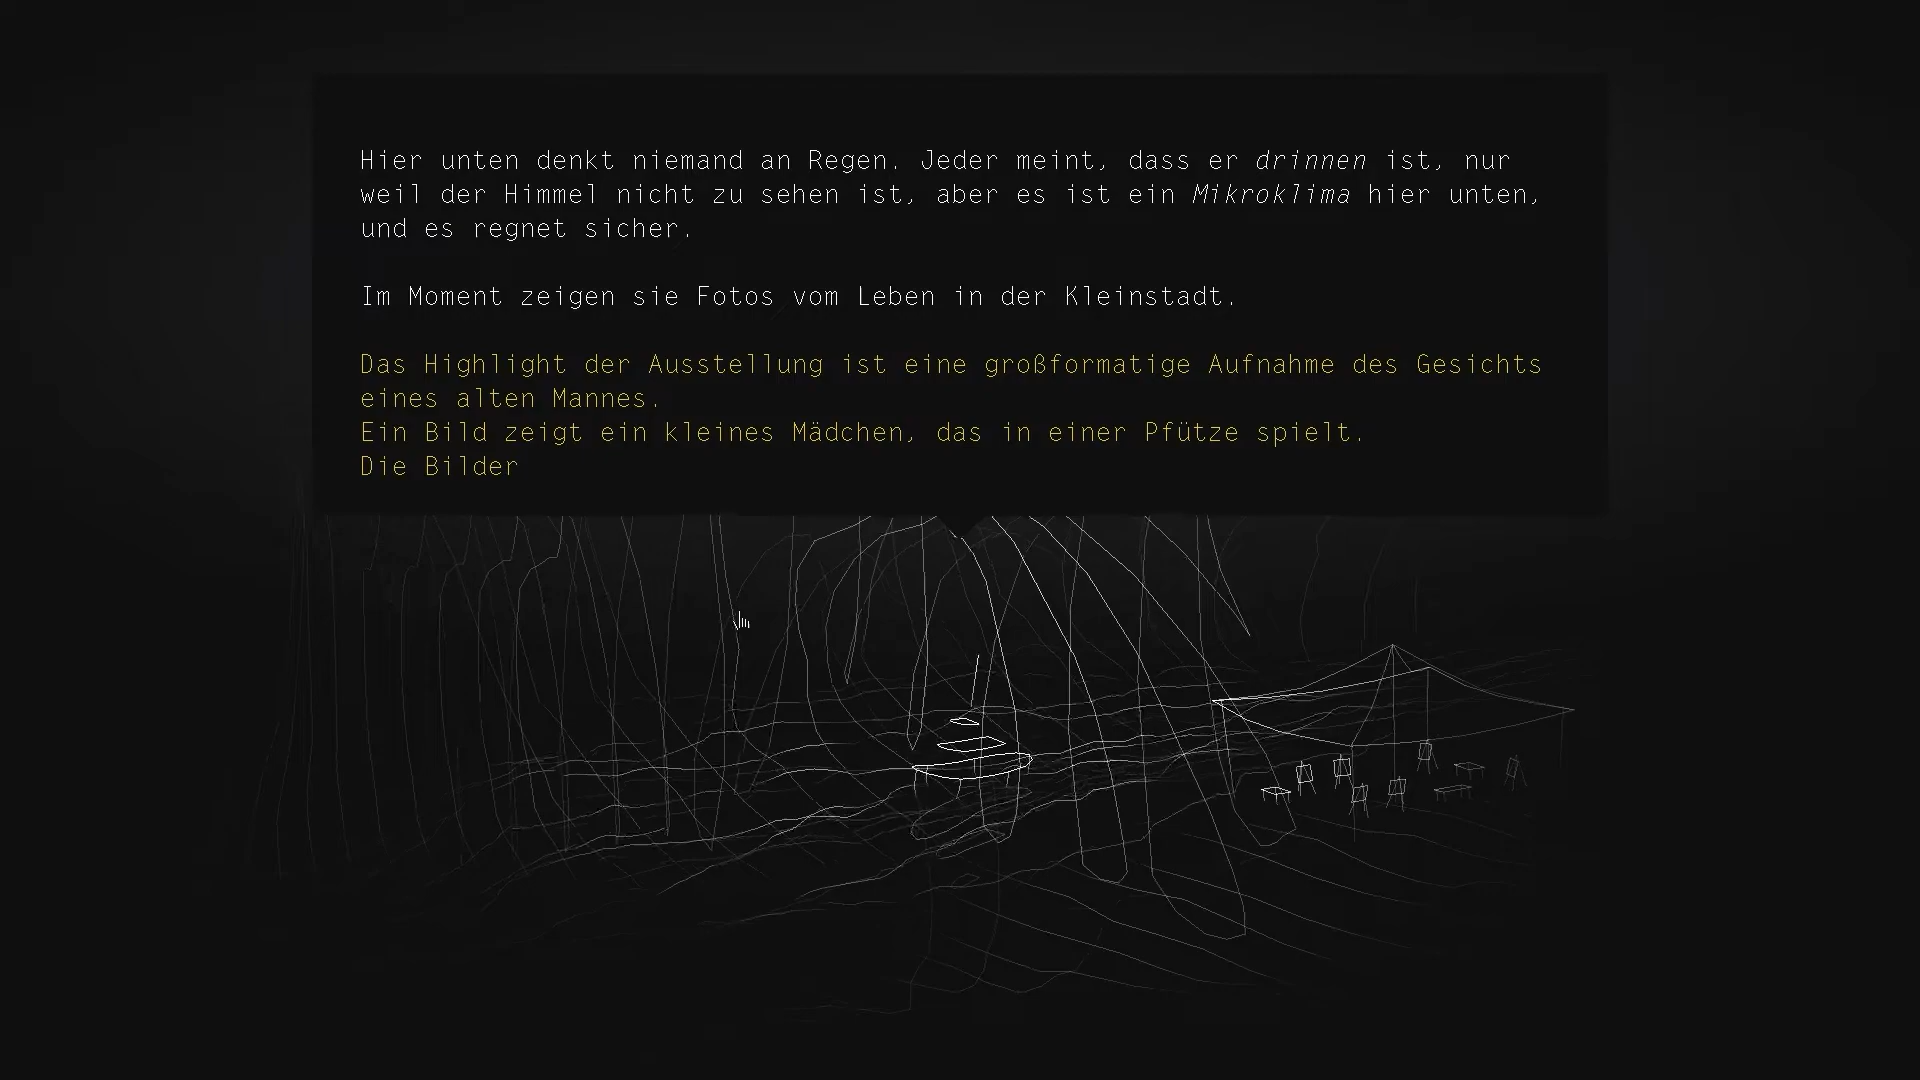 Hier unten denkt niemand an Regen. Jeder meint, dass er drinnen ist, nur
weil der Himmel nicht zu sehen ist, aber es ist ein Mikroklima hier unten,
und es regnet sicher.
Im Moment zeigen sie Fotos vom Leben in der Kleinstadt.
Das Highlight der Ausstellung ist eine großformatige Aufnahme des Gesichts
eines alten Mannes.
Ein Bild zeigt ein kleines Mädchen, das in einer Pfütze spielt.
Die Bilder